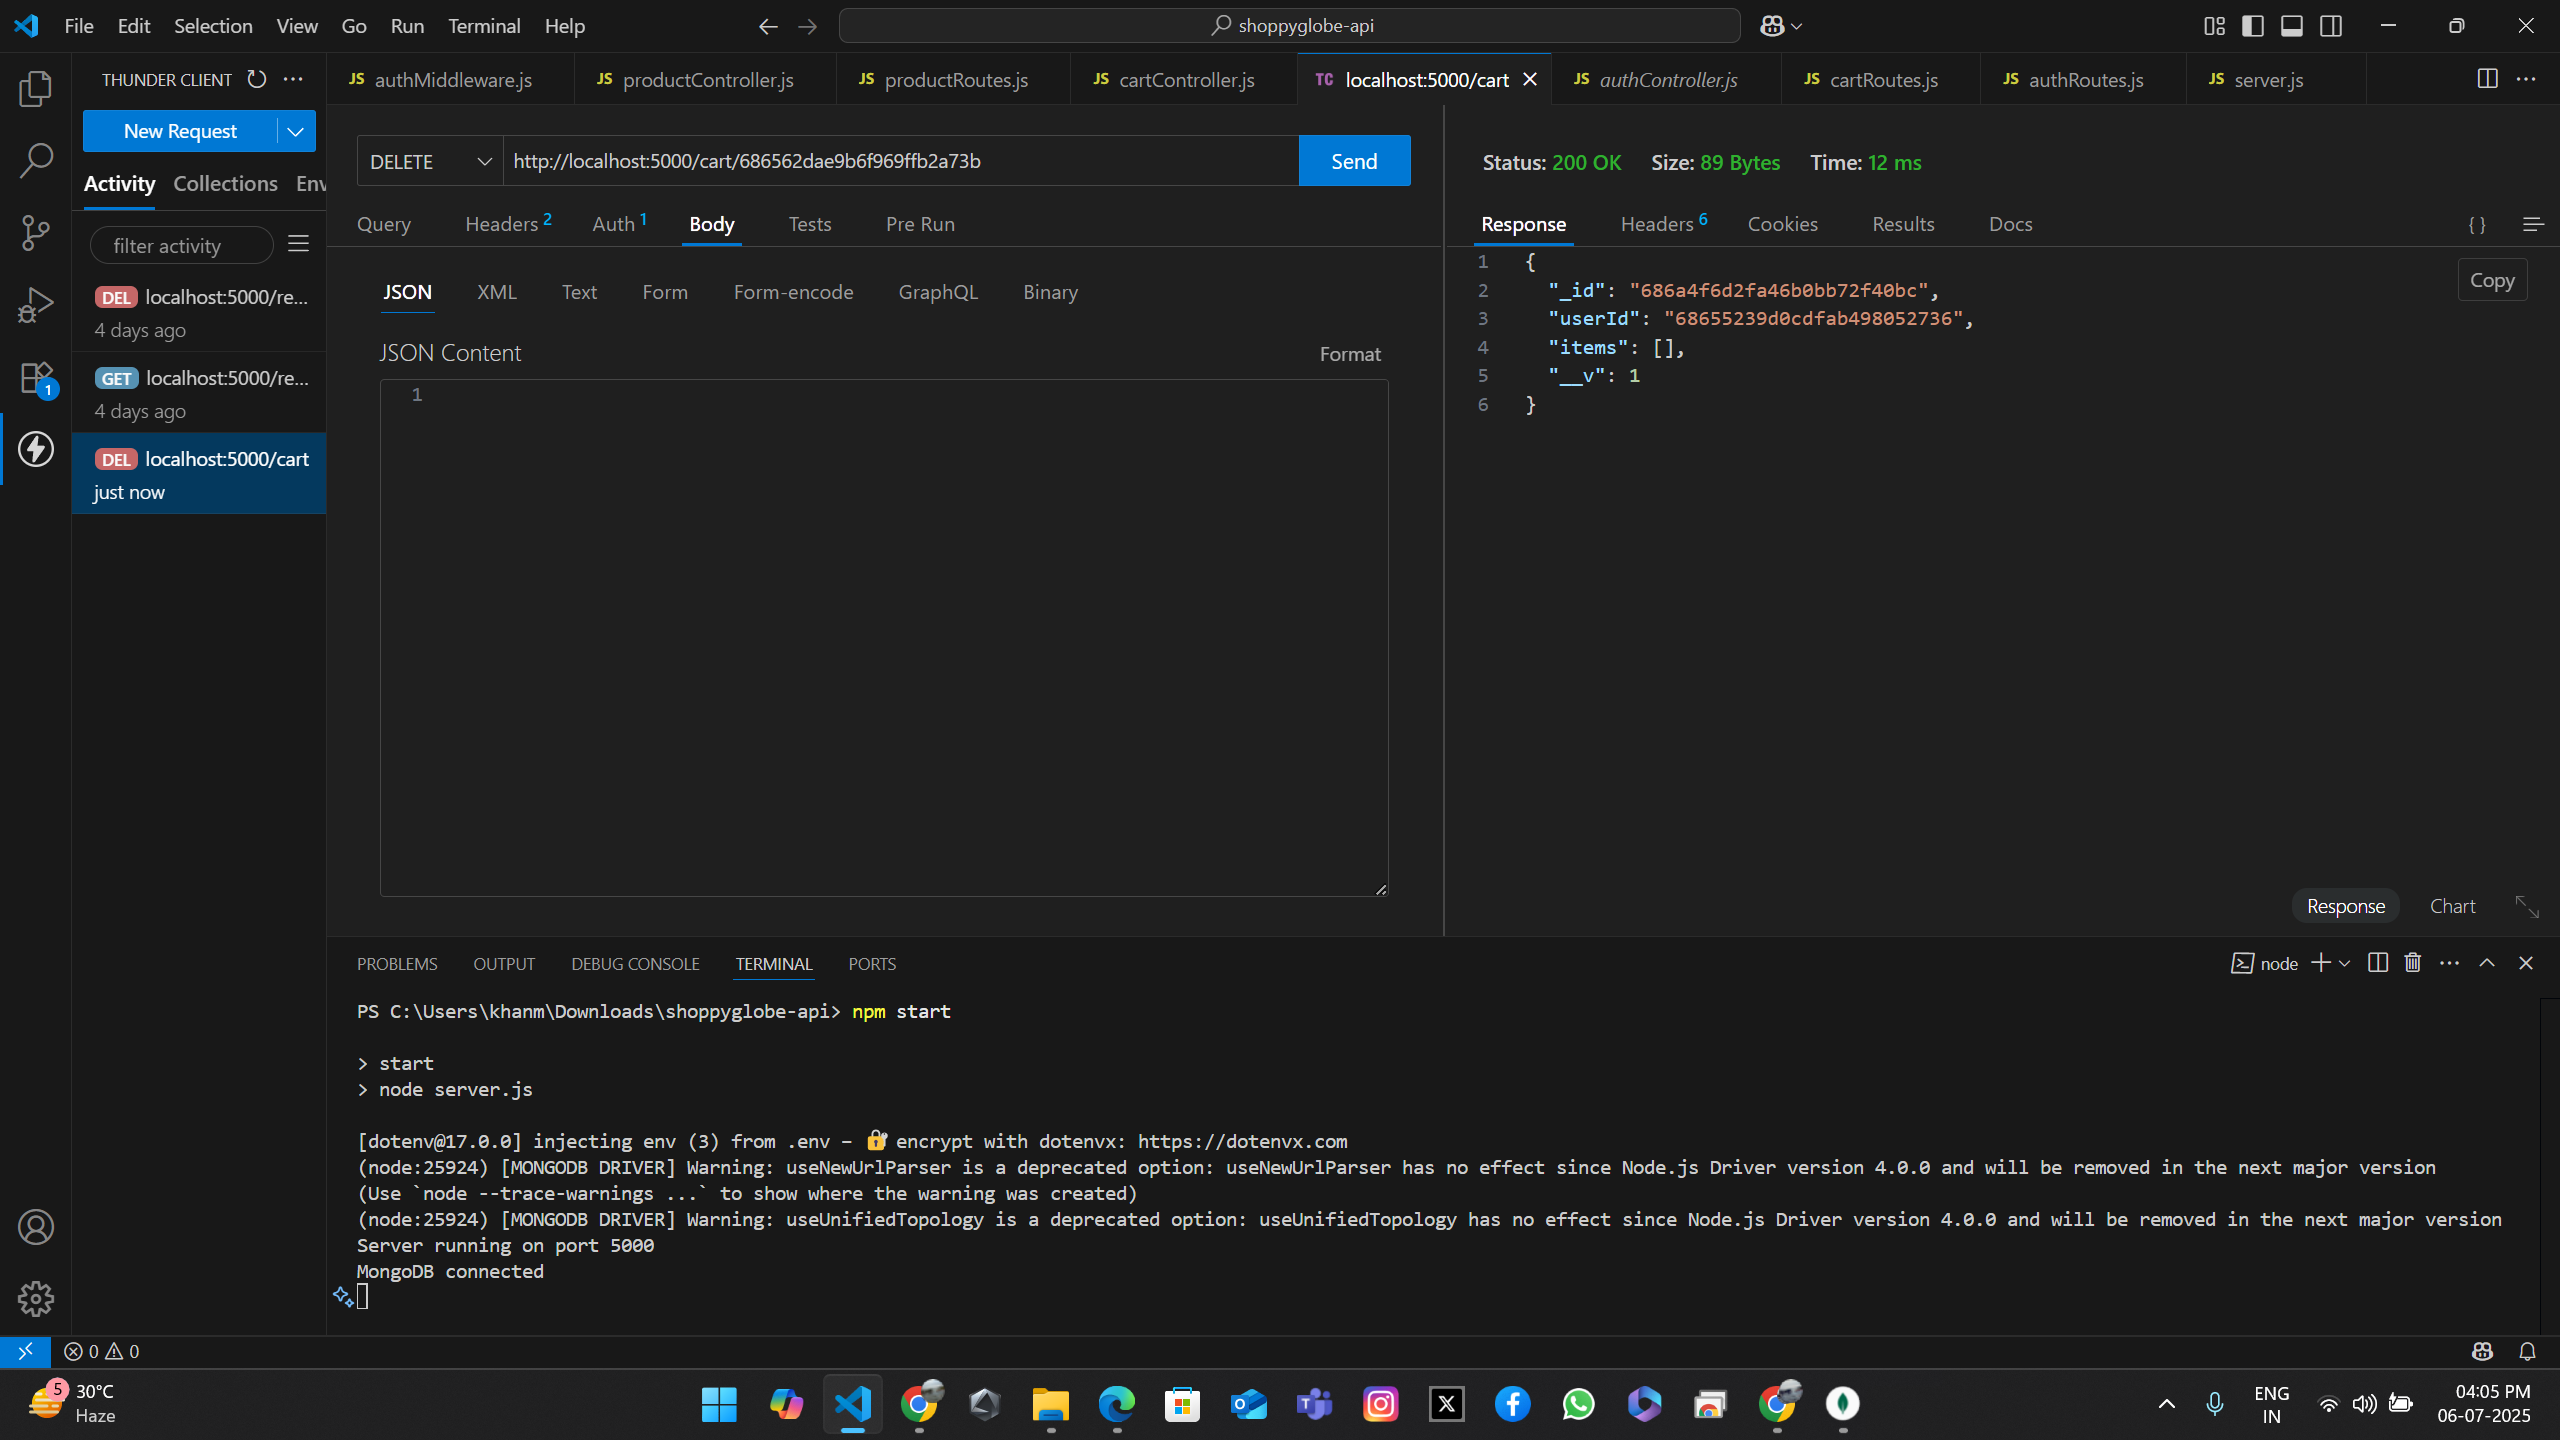 File Edit Selection View Go Run Terminal Help
shoppyglobe-api
THUNDER CLIENT
New Request
Activity Collections Env
filter activity
DEL localhost:5000/re...
4 days ago
GET localhost:5000/re...
4 days ago
DEL localhost:5000/cart
just now
1
JS authMiddleware.js JS productController.js JS productRoutes.js JS cartController.js TC localhost:5000/cart JS authController.js JS cartRoutes.js JS authRoutes.js JS server.js
DELETE http://localhost:5000/cart/686562dae9b6f969ffb2a73b Send
Query Headers 2 Auth 1 Body Tests Pre Run
JSON XML Text Form Form-encode GraphQL Binary
JSON Content Format
1
Status: 200 OK Size: 89 Bytes Time: 12 ms
Response Headers 6 Cookies Results Docs { }
Copy
1 {
2 "_id": "686a4f6d2fa46b0bb72f40bc",
3 "userId": "68655239d0cdfab498052736",
4 "items": [],
5 "__v": 1
6 }
Response Chart
PROBLEMS OUTPUT DEBUG CONSOLE TERMINAL PORTS
node
PS C:\Users\khanm\Downloads\shoppyglobe-api> npm start
> start
> node server.js
[dotenv@17.0.0] injecting env (3) from .env – 🔐 encrypt with dotenvx: https://dotenvx.com
(node:25924) [MONGODB DRIVER] Warning: useNewUrlParser is a deprecated option: useNewUrlParser has no effect since Node.js Driver version 4.0.0 and will be removed in the next major version
(Use `node --trace-warnings ...` to show where the warning was created)
(node:25924) [MONGODB DRIVER] Warning: useUnifiedTopology is a deprecated option: useUnifiedTopology has no effect since Node.js Driver version 4.0.0 and will be removed in the next major version
Server running on port 5000
MongoDB connected
0 0
5
30°C
Haze
ENG
IN
04:05 PM
06-07-2025